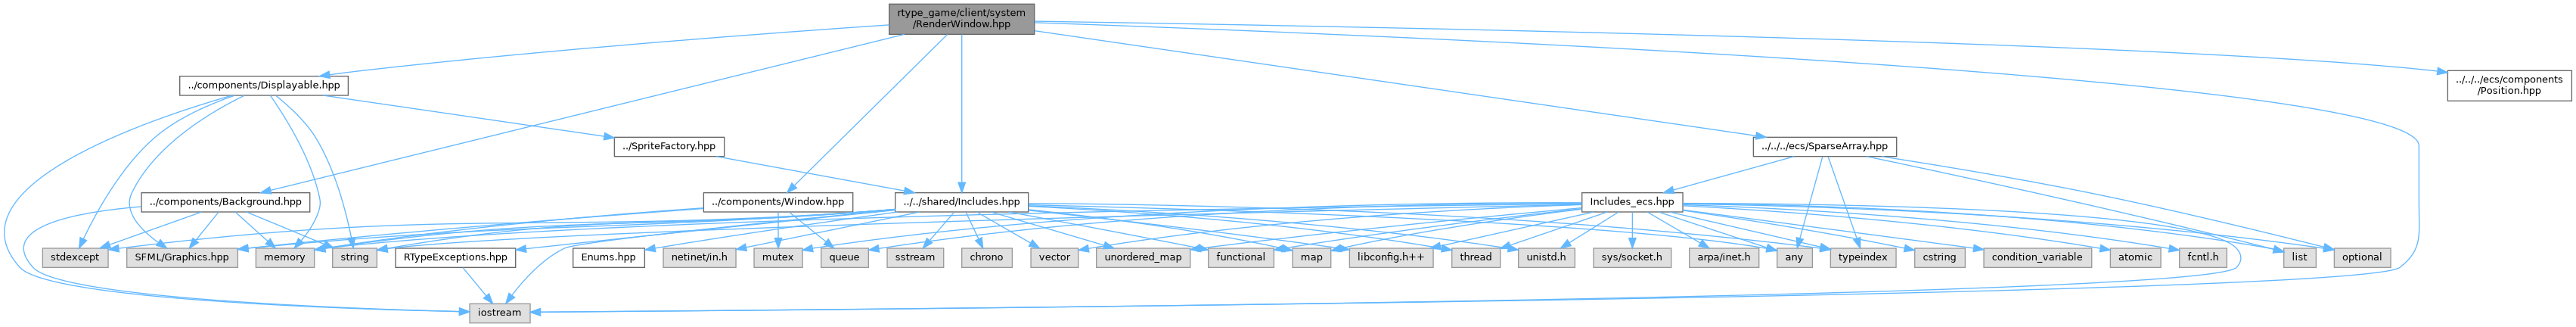 rtype_game/client/system
/RenderWindow.hpp
../components/Displayable.hpp
../../../ecs/components
/Position.hpp
../SpriteFactory.hpp
../../../ecs/SparseArray.hpp
../components/Background.hpp
../components/Window.hpp
../../shared/Includes.hpp
Includes_ecs.hpp
stdexcept
SFML/Graphics.hpp
memory
string
RTypeExceptions.hpp
Enums.hpp
netinet/in.h
mutex
queue
sstream
chrono
vector
unordered_map
functional
map
libconfig.h++
thread
unistd.h
sys/socket.h
arpa/inet.h
any
typeindex
cstring
condition_variable
atomic
fcntl.h
list
optional
iostream